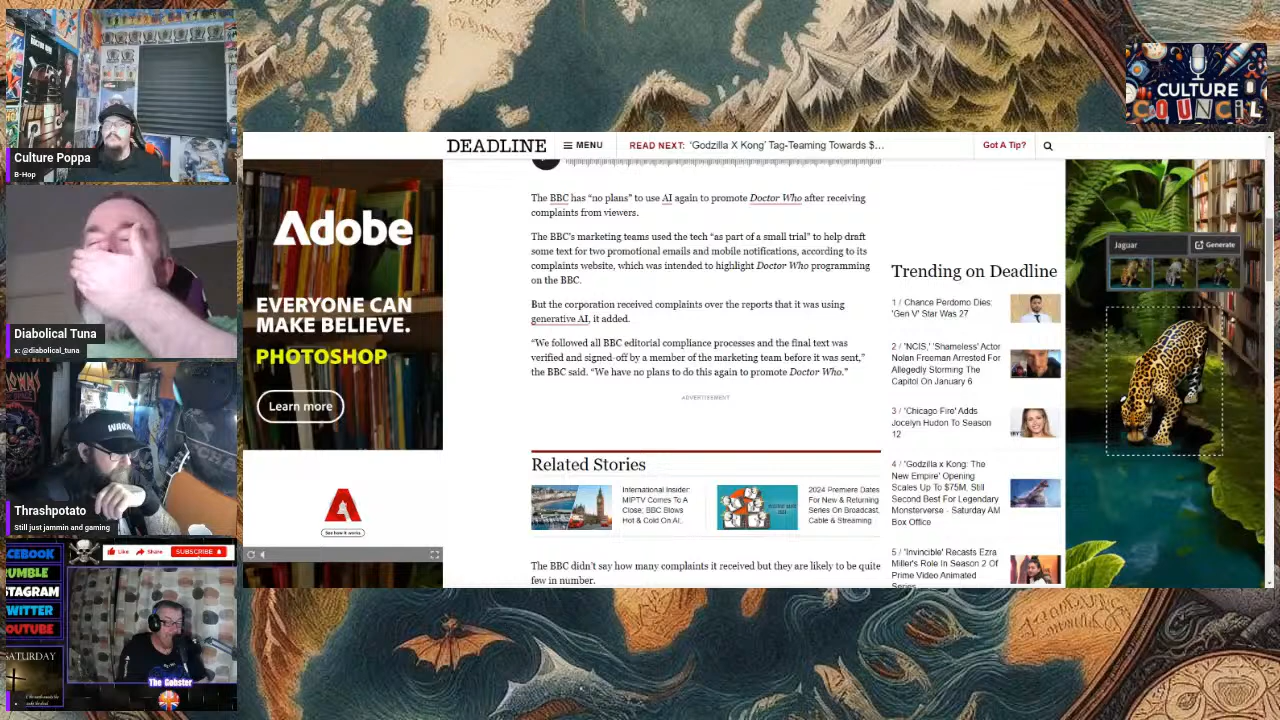 Culture Poppa
B-Hop
Diabolical Tuna
x: @diabolical_tuna
Thrashpotato
Still just jammin and gaming
CEBOOK
UMBLE
STAGRAM
WITTER
OUTUBE
Like
Share
SUBSCRIBE
SATURDAY
The Gobster
CULTURE
COUNCIL
DEADLINE
MENU
READ NEXT: 'Godzilla X Kong' Tag-Teaming Towards $...
Got A Tip?
Adobe
EVERYONE CAN
MAKE BELIEVE.
PHOTOSHOP
Learn more
See how it works
The BBC has “no plans” to use AI again to promote Doctor Who after receiving
complaints from viewers.
The BBC’s marketing teams used the tech “as part of a small trial” to help draft
some text for two promotional emails and mobile notifications, according to its
complaints website, which was intended to highlight Doctor Who programming
on the BBC.
But the corporation received complaints over the reports that it was using
generative AI, it added.
“We followed all BBC editorial compliance processes and the final text was
verified and signed-off by a member of the marketing team before it was sent,”
the BBC said. “We have no plans to do this again to promote Doctor Who.”
ADVERTISEMENT
Related Stories
International Insider:
MIPTV Comes To A
Close; BBC Blows
Hot & Cold On AI..
2024 Premiere Dates
For New & Returning
Series On Broadcast,
Cable & Streaming
The BBC didn’t say how many complaints it received but they are likely to be quite
few in number.
Trending on Deadline
1 / Chance Perdomo Dies:
'Gen V' Star Was 27
2 / 'NCIS,' 'Shameless' Actor
Nolan Freeman Arrested For
Allegedly Storming The
Capitol On January 6
3 / 'Chicago Fire' Adds
Jocelyn Hudon To Season
12
4 / 'Godzilla x Kong: The
New Empire' Opening
Scales Up To $75M, Still
Second Best For Legendary
Monsterverse - Saturday AM
Box Office
5 / 'Invincible' Recasts Ezra
Miller's Role In Season 2 Of
Prime Video Animated
Series
Jaguar
Generate